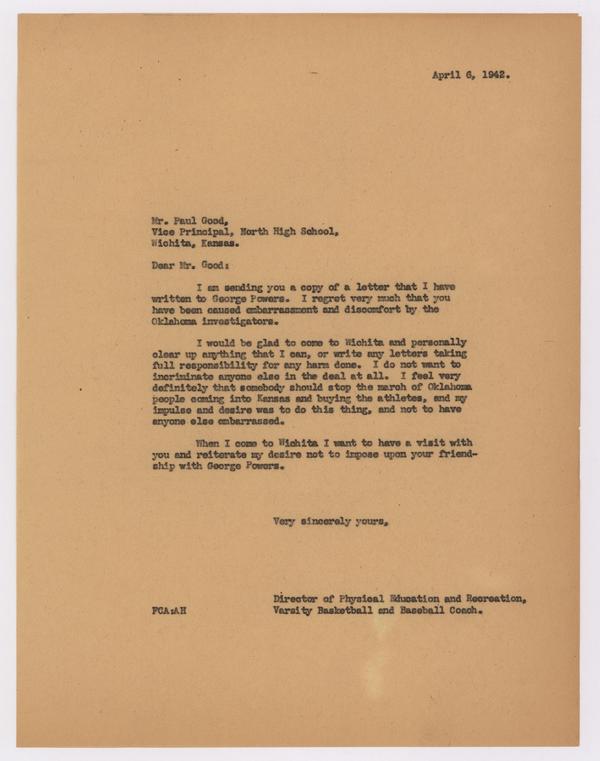 April 6, 1942.
Mr. Paul Good,
Vice Principal, North High School,
Wichita, Kansas.
Dear Mr. Good:
I am sending you a copy of a letter that I have
written to George Powers. I regret very much that you
have been caused embarrassment and discomfort by the
Oklahoma investigators.
I would be glad to come to Wichita and personally
clear up anything that I can, or write any letters taking
full responsibility for any harm done. I do not want to
incriminate anyone else in the deal at all. I feel very
definitely that somebody should stop the march of Oklahoma
people coming into Kansas and buying the athletes, and my
impulse and desire was to do this thing, and not to have
anyone else embarrassed.
When I come to Wichita I want to have a visit with
you and reiterate my desire not to impose upon your friend-
ship with George Powers.
Very sincerely yours,
Director of Physical Education and Recreation,
FCA:AH Varsity Basketball and Baseball Coach.